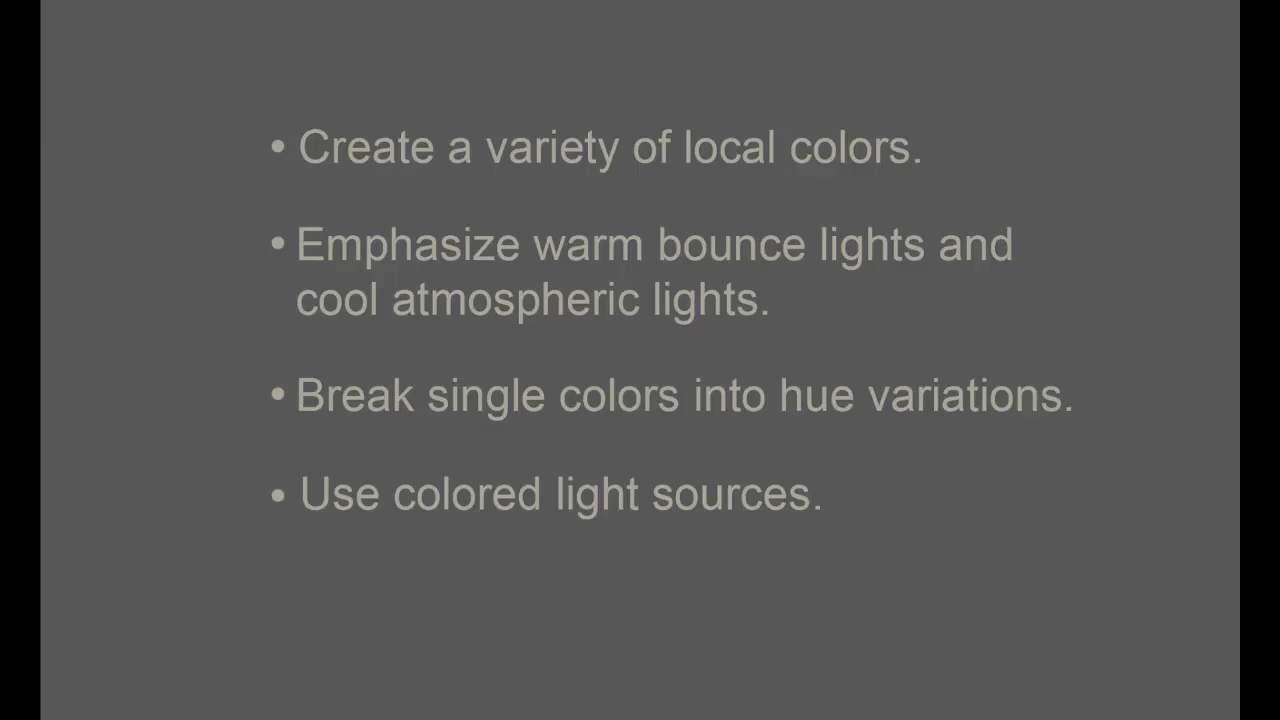 • Create a variety of local colors.
• Emphasize warm bounce lights and
cool atmospheric lights.
• Break single colors into hue variations.
• Use colored light sources.